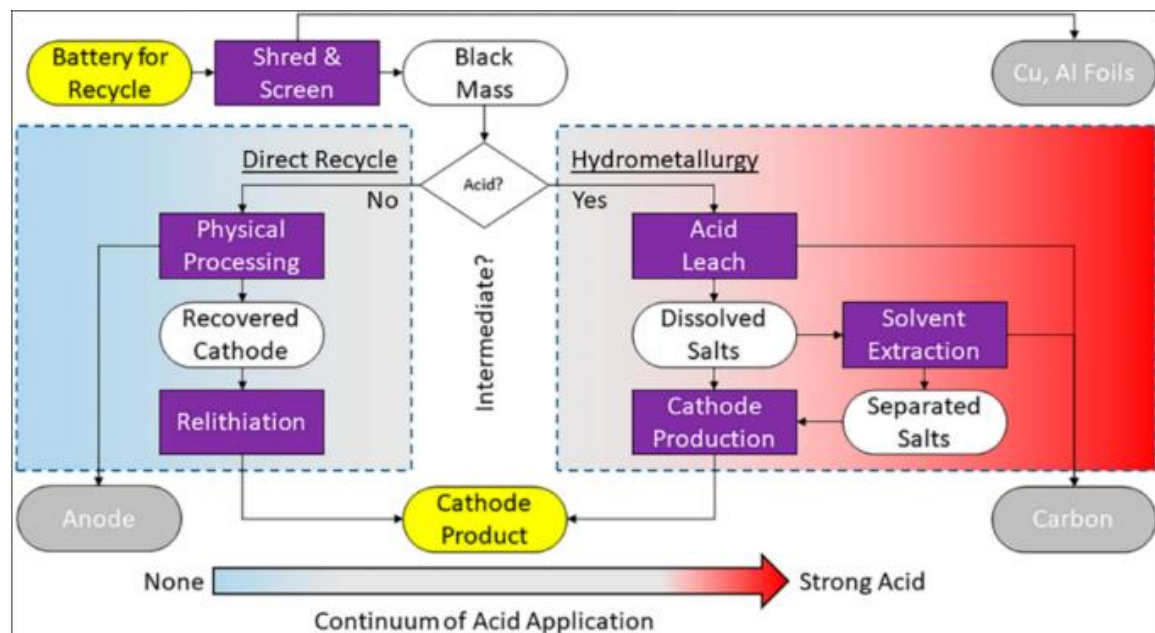 Battery for
Recycle
Shred &
Screen
Black
Mass
Cu, Al Foils
Direct Recycle
Acid?
Hydrometallurgy
No
Yes
Physical
Processing
Acid
Leach
Intermediate?
Recovered
Cathode
Dissolved
Salts
Solvent
Extraction
Relithiation
Cathode
Production
Separated
Salts
Anode
Cathode
Product
Carbon
None
Strong Acid
Continuum of Acid Application